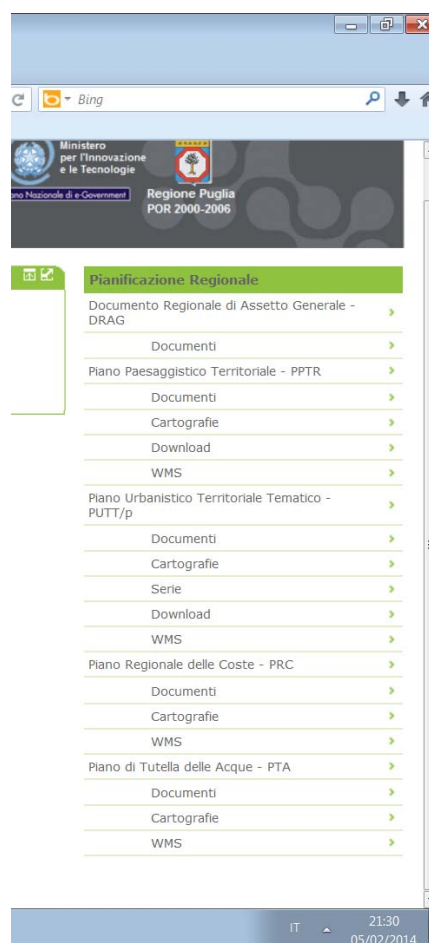 Bing
Ministero
per l'Innovazione
e le Tecnologie
ano Nazionale di e-Government
Regione Puglia
POR 2000-2006
Pianificazione Regionale
Documento Regionale di Assetto Generale -
DRAG
Documenti
Piano Paesaggistico Territoriale - PPTR
Documenti
Cartografie
Download
WMS
Piano Urbanistico Territoriale Tematico -
PUTT/p
Documenti
Cartografie
Serie
Download
WMS
Piano Regionale delle Coste - PRC
Documenti
Cartografie
WMS
Piano di Tutella delle Acque - PTA
Documenti
Cartografie
WMS
IT
21:30
05/02/2014